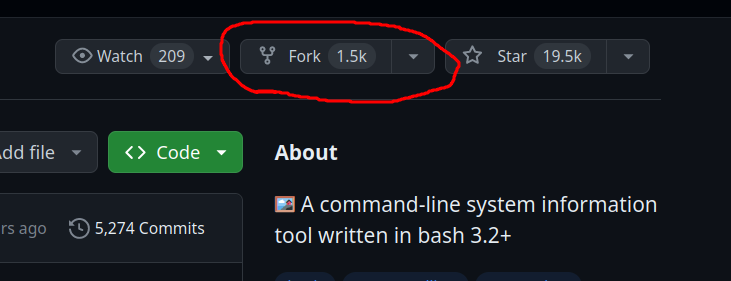 Watch 209 Fork 1.5k Star 19.5k
Add file Code
About
A command-line system information
tool written in bash 3.2+
rs ago 5,274 Commits